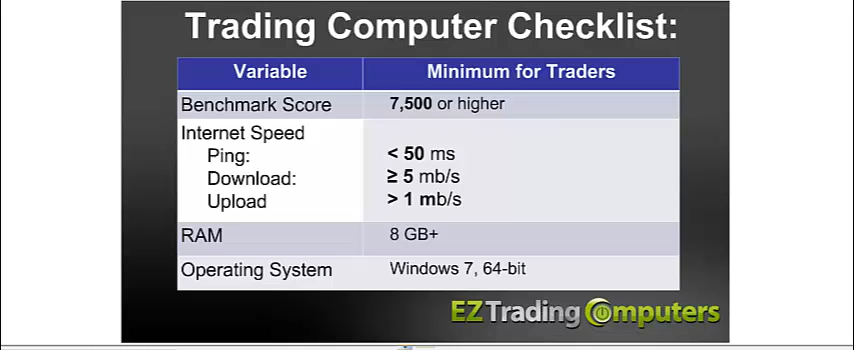 Trading Computer Checklist:
Variable Minimum for Traders
Benchmark Score 7,500 or higher
Internet Speed
Ping: < 50 ms
Download: ≥ 5 mb/s
Upload > 1 mb/s
RAM 8 GB+
Operating System Windows 7, 64-bit
EZTrading Computers